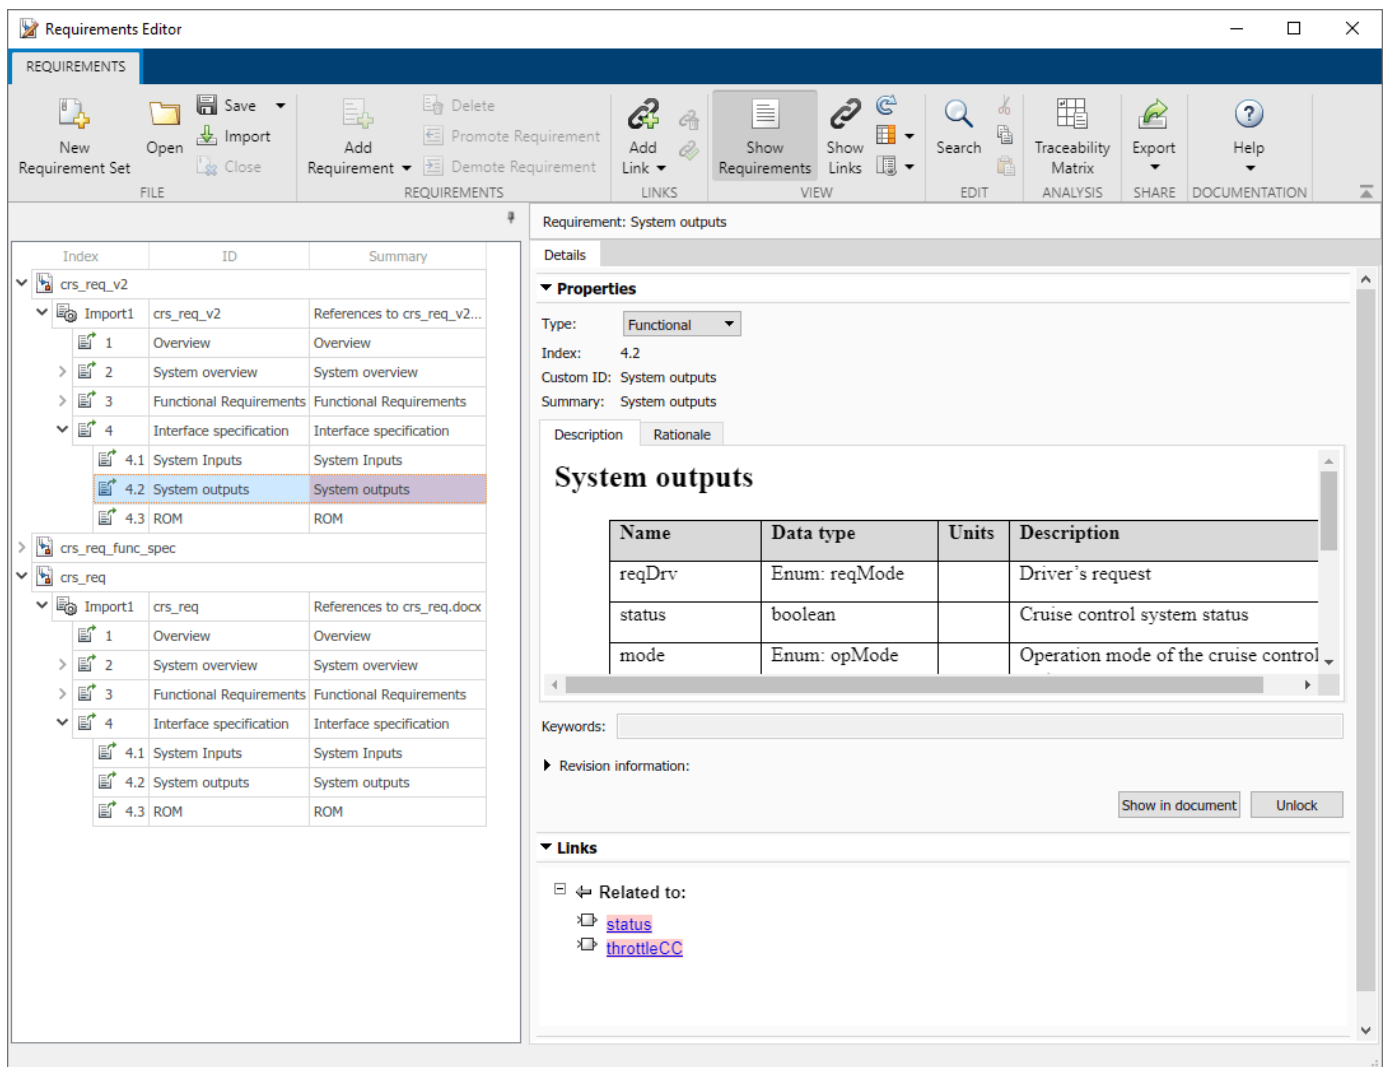 Requirements Editor
REQUIREMENTS
New
Requirement Set
Open
Save
Import
Close
FILE
Add
Requirement
Delete
Promote Requirement
Demote Requirement
REQUIREMENTS
Add
Link
LINKS
Show
Requirements
Show
Links
VIEW
Search
EDIT
Traceability
Matrix
ANALYSIS
Export
SHARE
Help
DOCUMENTATION
Index ID Summary
crs_req_v2
Import1 crs_req_v2 References to crs_req_v2...
1 Overview Overview
2 System overview System overview
3 Functional Requirements Functional Requirements
4 Interface specification Interface specification
4.1 System Inputs System Inputs
4.2 System outputs System outputs
4.3 ROM ROM
crs_req_func_spec
crs_req
Import1 crs_req References to crs_req.docx
1 Overview Overview
2 System overview System overview
3 Functional Requirements Functional Requirements
4 Interface specification Interface specification
4.1 System Inputs System Inputs
4.2 System outputs System outputs
4.3 ROM ROM
Requirement: System outputs
Details
Properties
Type: Functional
Index: 4.2
Custom ID: System outputs
Summary: System outputs
Description Rationale
System outputs
Name Data type Units Description
reqDrv Enum: reqMode Driver's request
status boolean Cruise control system status
mode Enum: opMode Operation mode of the cruise control
Keywords:
Revision information:
Show in document Unlock
Links
Related to:
status
throttleCC